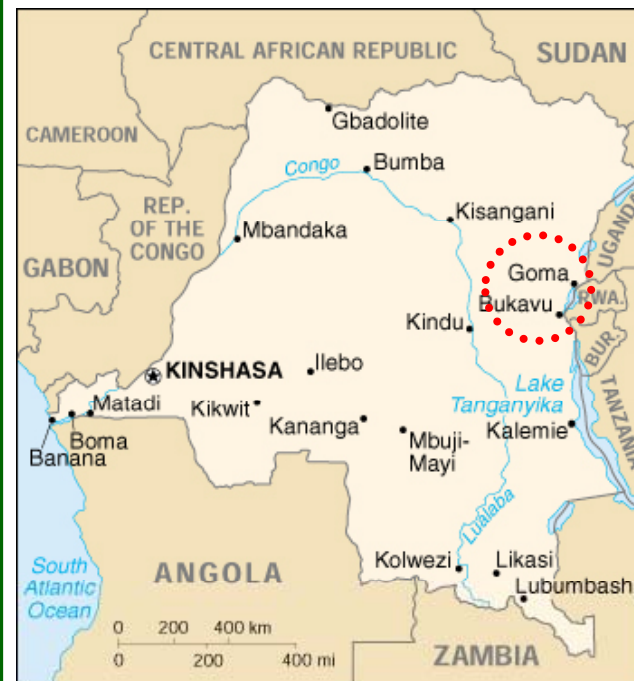 CENTRAL AFRICAN REPUBLIC
SUDAN
Gbadolite
CAMEROON
Congo
Bumba
REP.
OF THE
CONGO
Kisangani
UGANDA
Mbandaka
GABON
Goma
RWA.
Bukavu
Kindu
BUR.
KINSHASA
Ilebo
Lake
Tanganyika
TANZANIA
Matadi
Kikwit
Boma
Kananga
Kalemie
Banana
Mbuji-
Mayi
Lualaba
South
Atlantic
Ocean
ANGOLA
Kolwezi
Likasi
Lubumbash
0 200 400 km
0 200 400 mi
ZAMBIA